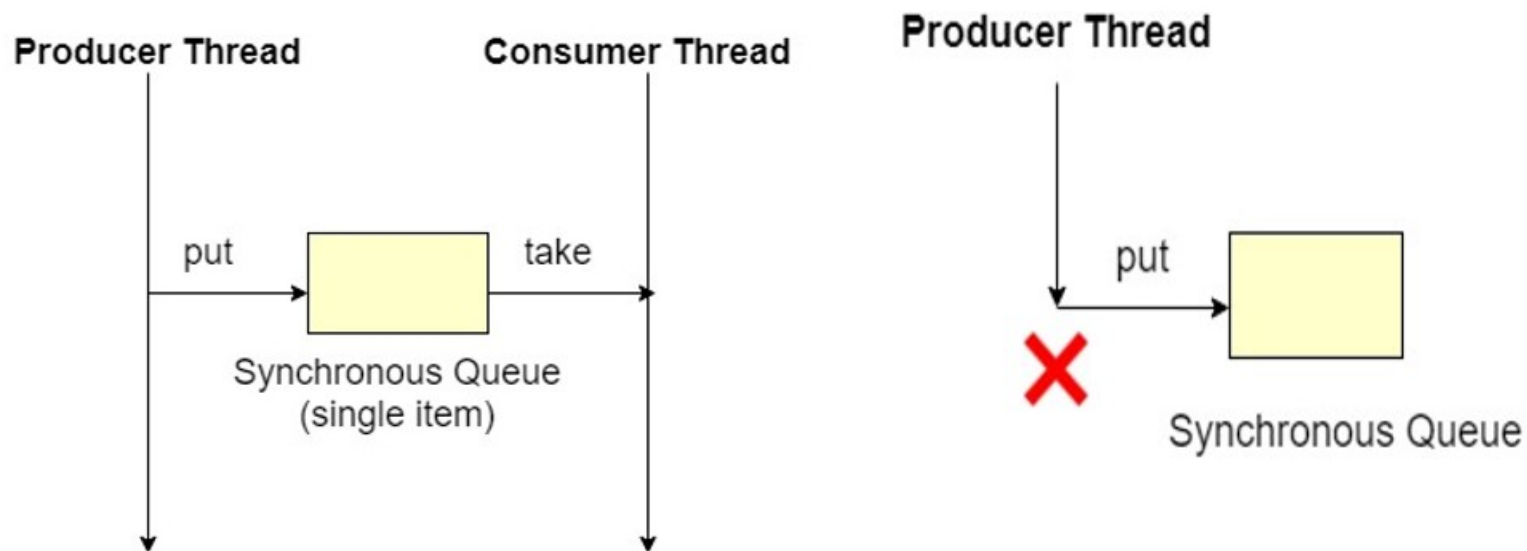 Producer Thread
Consumer Thread
put
take
Synchronous Queue
(single item)
Producer Thread
put
Synchronous Queue